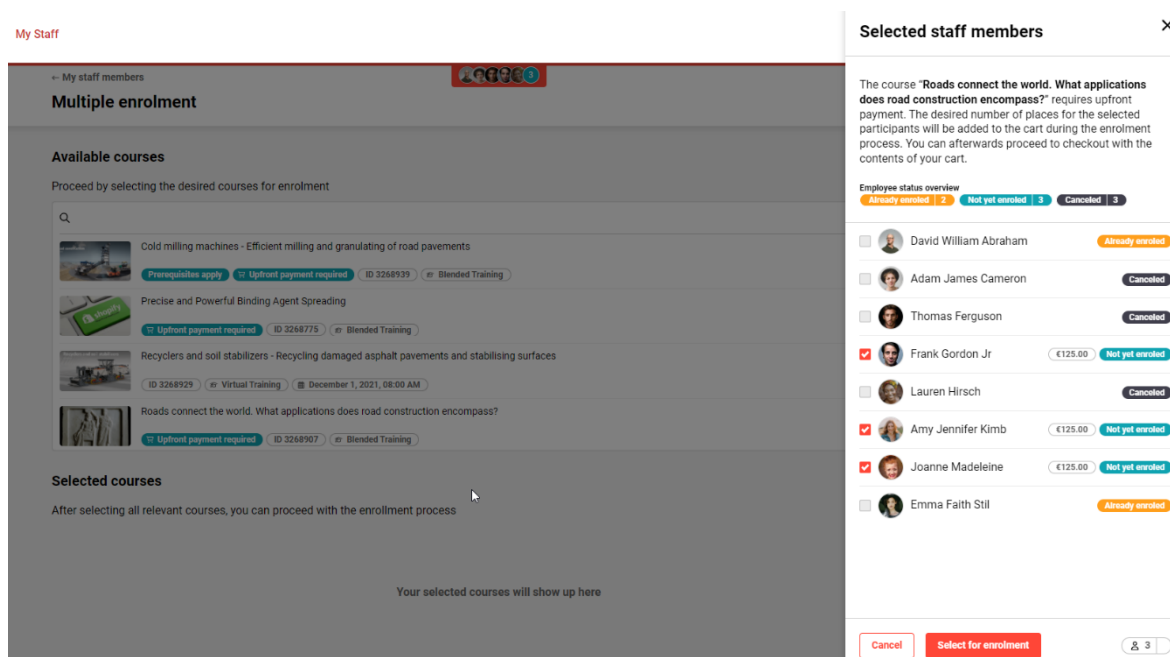 My Staff
← My staff members
3
Multiple enrolment
Available courses
Proceed by selecting the desired courses for enrolment
Cold milling machines - Efficient milling and granulating of road pavements
Prerequisites apply Upfront payment required ID 3268939 Blended Training
shopify
Precise and Powerful Binding Agent Spreading
Upfront payment required ID 3268775 Blended Training
Recyclers and soil stabilizers - Recycling damaged asphalt pavements and stabilising surfaces
ID 3268929 Virtual Training December 1, 2021, 08:00 AM
Roads connect the world. What applications does road construction encompass?
Upfront payment required ID 3268907 Blended Training
Selected courses
After selecting all relevant courses, you can proceed with the enrollment process
Your selected courses will show up here
Selected staff members
The course “Roads connect the world. What applications
does road construction encompass?” requires upfront
payment. The desired number of places for the selected
participants will be added to the cart during the enrolment
process. You can afterwards proceed to checkout with the
contents of your cart.
Employee status overview
Already enroled 2 Not yet enroled 3 Canceled 3
David William Abraham Already enroled
Adam James Cameron Canceled
Thomas Ferguson Canceled
Frank Gordon Jr €125.00 Not yet enroled
Lauren Hirsch Canceled
Amy Jennifer Kimb €125.00 Not yet enroled
Joanne Madeleine €125.00 Not yet enroled
Emma Faith Stil Already enroled
Cancel Select for enrolment 3